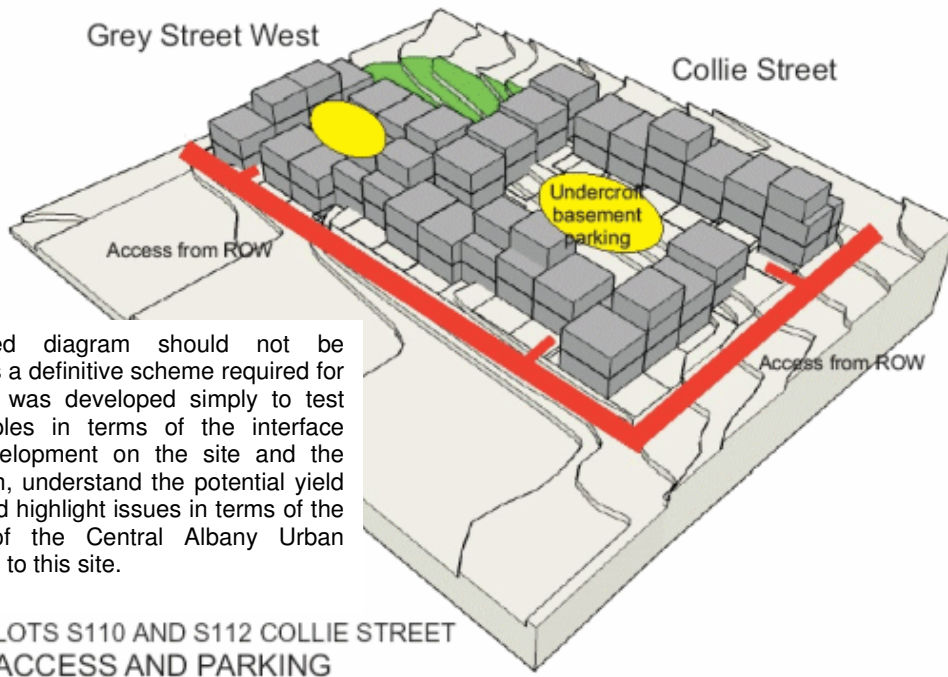 Grey Street West
Collie Street
Undercroft
basement
parking
Access from ROW
Access from ROW
diagram should not be
a definitive scheme required for
was developed simply to test
in terms of the interface
on the site and the
understand the potential yield
highlight issues in terms of the
of the Central Albany Urban
to this site.
LOTS S110 AND S112 COLLIE STREET
ACCESS AND PARKING